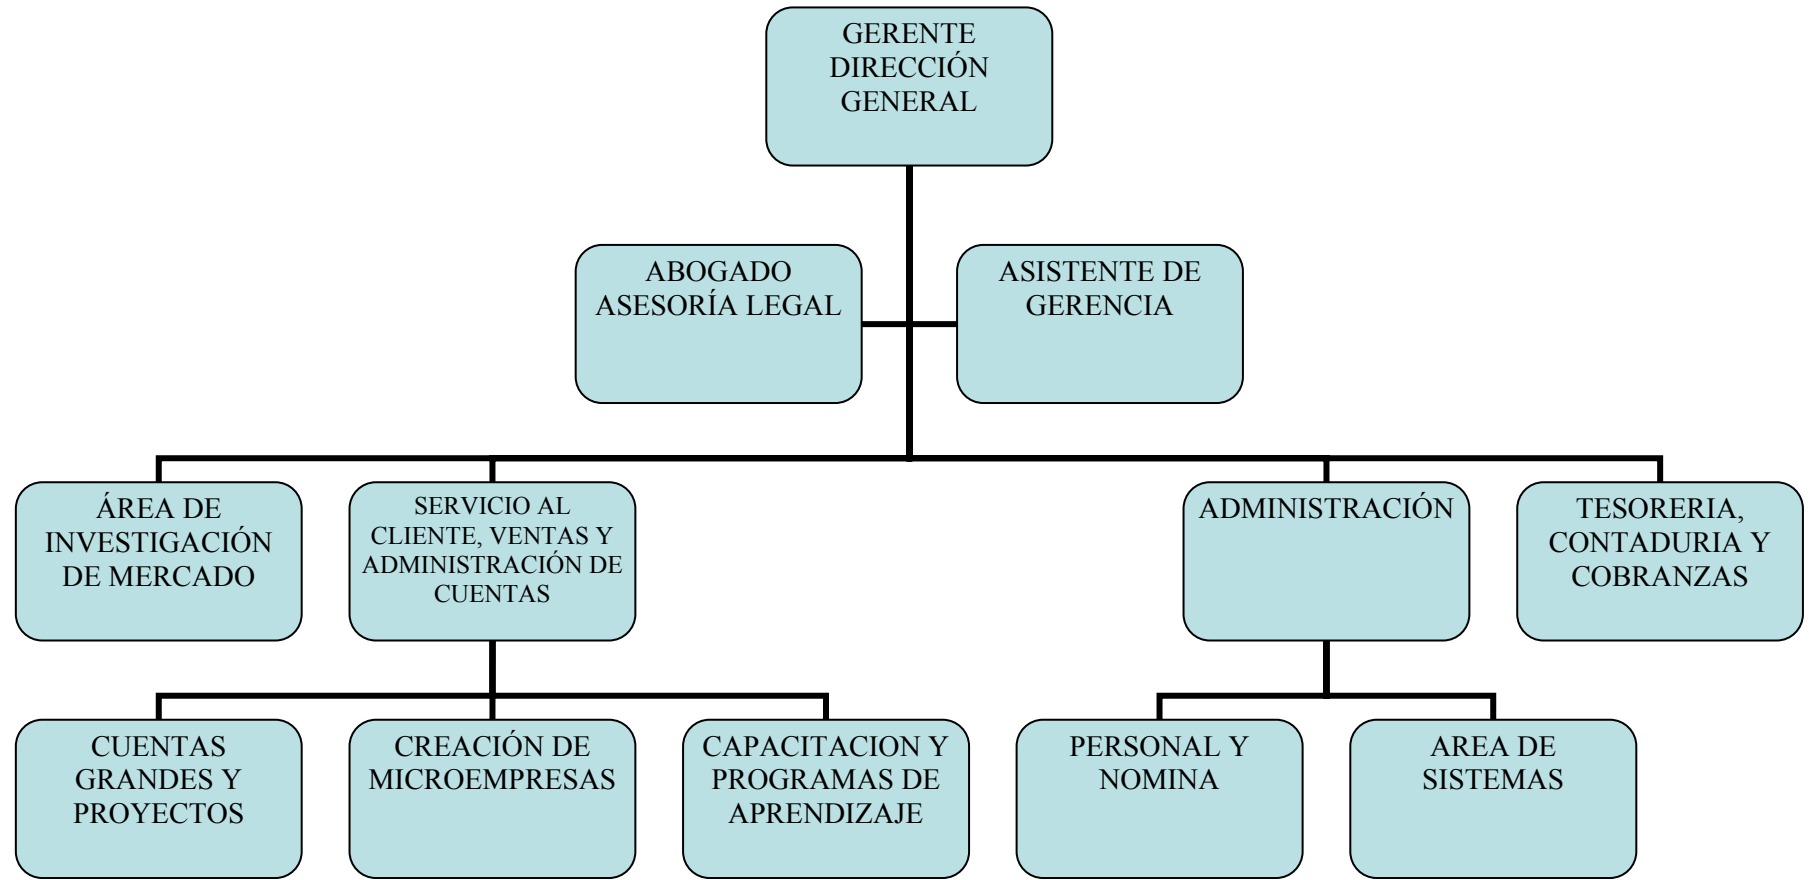 GERENTE
DIRECCIÓN
GENERAL
ABOGADO
ASESORÍA LEGAL
ASISTENTE DE
GERENCIA
ÁREA DE
INVESTIGACIÓN
DE MERCADO
SERVICIO AL
CLIENTE, VENTAS Y
ADMINISTRACIÓN DE
CUENTAS
ADMINISTRACIÓN
TESORERIA,
CONTADURIA Y
COBRANZAS
CUENTAS
GRANDES Y
PROYECTOS
CREACIÓN DE
MICROEMPRESAS
CAPACITACION Y
PROGRAMAS DE
APRENDIZAJE
PERSONAL Y
NOMINA
AREA DE
SISTEMAS